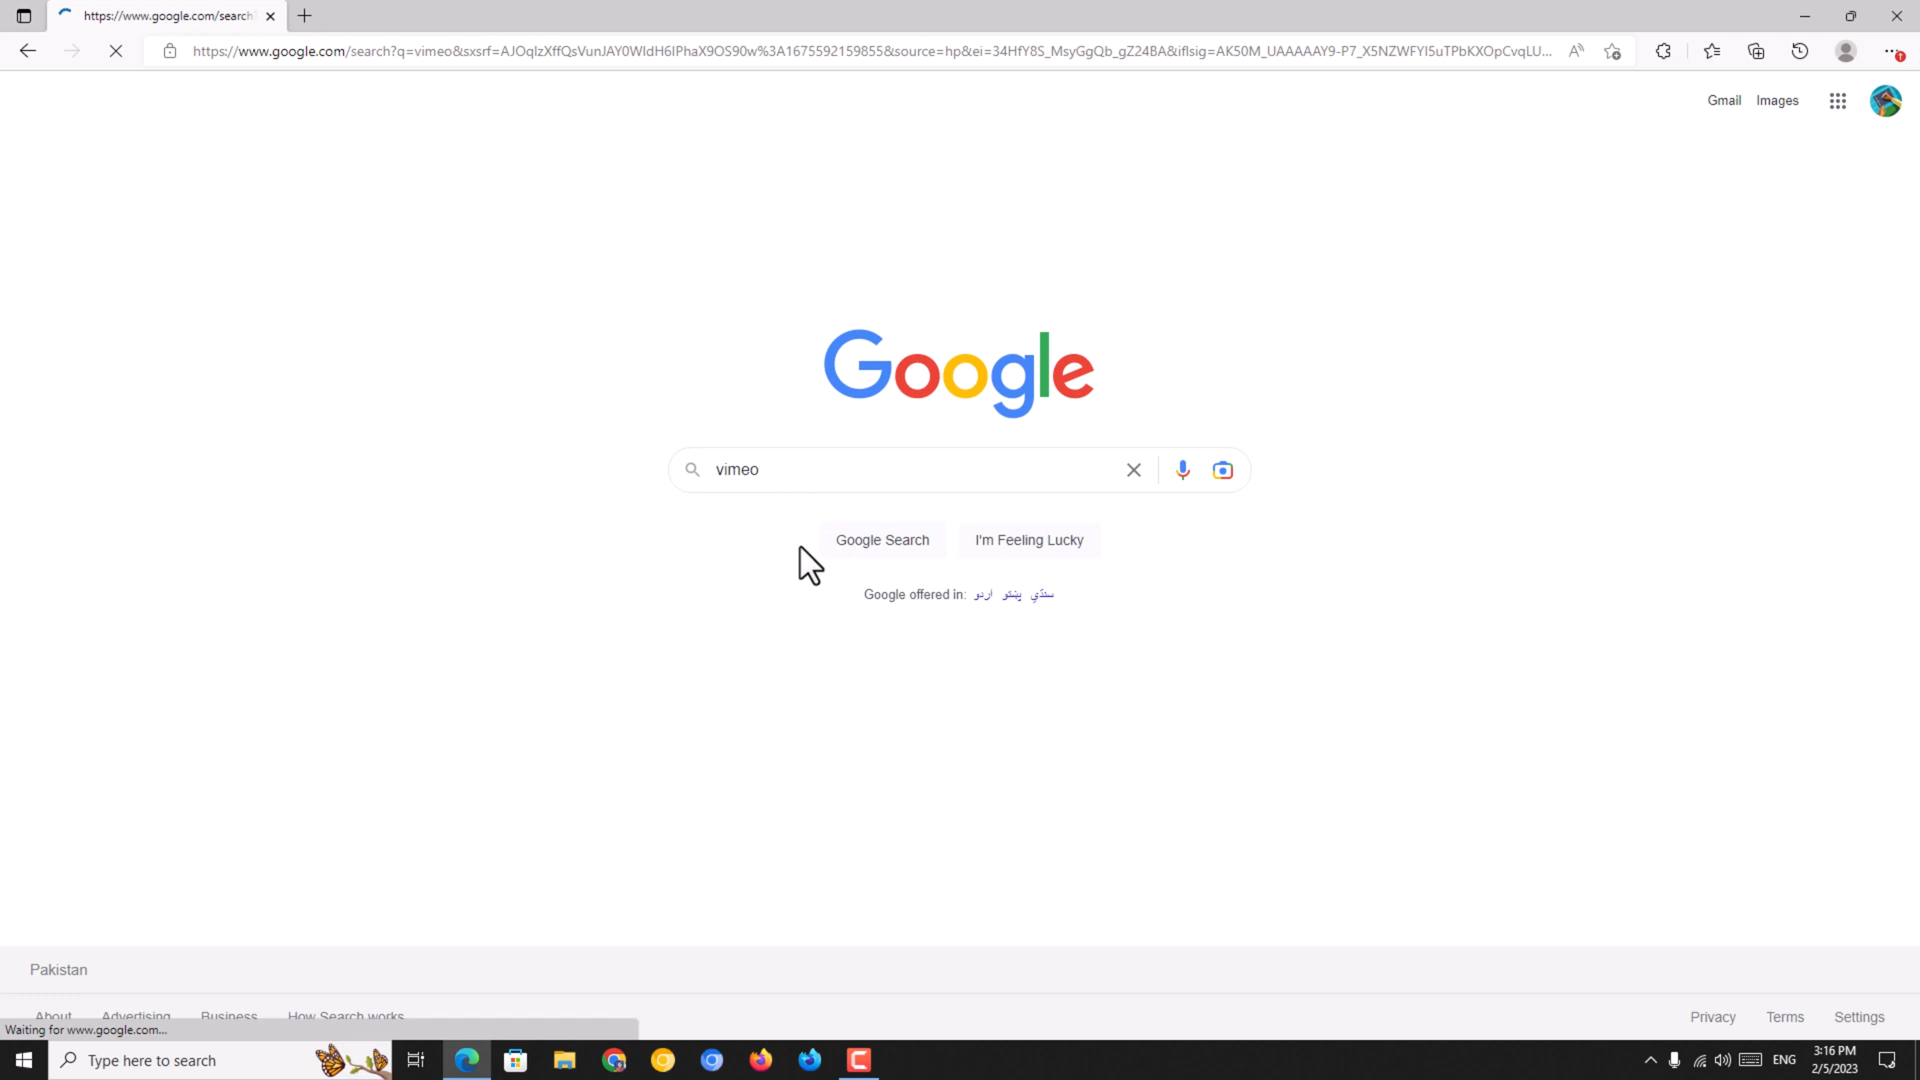 https://www.google.com/search?
https://www.google.com/search?q=vimeo&sxsrf=AJOqIzXffQsVunJAY0WIdH6IPhaX9OS90w%3A1675592159855&source=hp&ei=34HfY8S_MsyGgQb_gZ24BA&iflsig=AK50M_UAAAAAY9-P7_X5NZWFYI5uTPbKXOpCvqLU...
Gmail Images
Google
vimeo
Google Search I'm Feeling Lucky
Google offered in: اردو پښتو سنڌي
Pakistan
About Advertising Business How Search works
Privacy Terms Settings
Waiting for www.google.com...
Type here to search
ENG
3:16 PM
2/5/2023